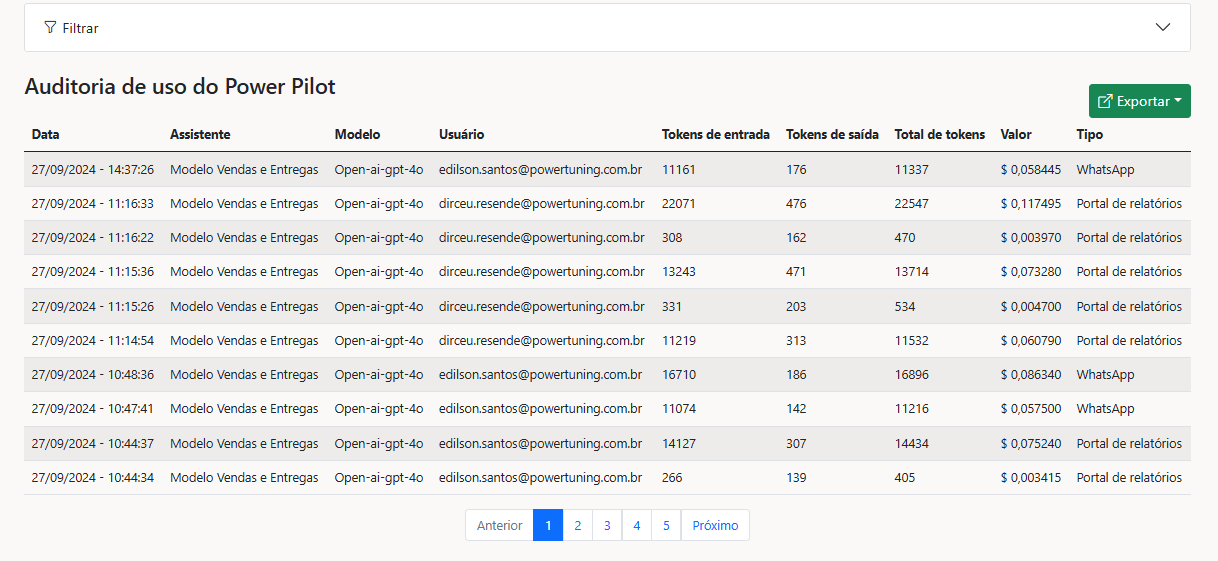 Filtrar
Auditoria de uso do Power Pilot
Exportar
Data Assistente Modelo Usuário Tokens de entrada Tokens de saída Total de tokens Valor Tipo
27/09/2024 - 14:37:26 Modelo Vendas e Entregas Open-ai-gpt-4o edilson.santos@powertuning.com.br 11161 176 11337 $ 0,058445 WhatsApp
27/09/2024 - 11:16:33 Modelo Vendas e Entregas Open-ai-gpt-4o dirceu.resende@powertuning.com.br 22071 476 22547 $ 0,117495 Portal de relatórios
27/09/2024 - 11:16:22 Modelo Vendas e Entregas Open-ai-gpt-4o dirceu.resende@powertuning.com.br 308 162 470 $ 0,003970 Portal de relatórios
27/09/2024 - 11:15:36 Modelo Vendas e Entregas Open-ai-gpt-4o dirceu.resende@powertuning.com.br 13243 471 13714 $ 0,073280 Portal de relatórios
27/09/2024 - 11:15:26 Modelo Vendas e Entregas Open-ai-gpt-4o dirceu.resende@powertuning.com.br 331 203 534 $ 0,004700 Portal de relatórios
27/09/2024 - 11:14:54 Modelo Vendas e Entregas Open-ai-gpt-4o dirceu.resende@powertuning.com.br 11219 313 11532 $ 0,060790 Portal de relatórios
27/09/2024 - 10:48:36 Modelo Vendas e Entregas Open-ai-gpt-4o edilson.santos@powertuning.com.br 16710 186 16896 $ 0,086340 WhatsApp
27/09/2024 - 10:47:41 Modelo Vendas e Entregas Open-ai-gpt-4o edilson.santos@powertuning.com.br 11074 142 11216 $ 0,057500 WhatsApp
27/09/2024 - 10:44:37 Modelo Vendas e Entregas Open-ai-gpt-4o edilson.santos@powertuning.com.br 14127 307 14434 $ 0,075240 Portal de relatórios
27/09/2024 - 10:44:34 Modelo Vendas e Entregas Open-ai-gpt-4o edilson.santos@powertuning.com.br 266 139 405 $ 0,003415 Portal de relatórios
Anterior 1 2 3 4 5 Próximo